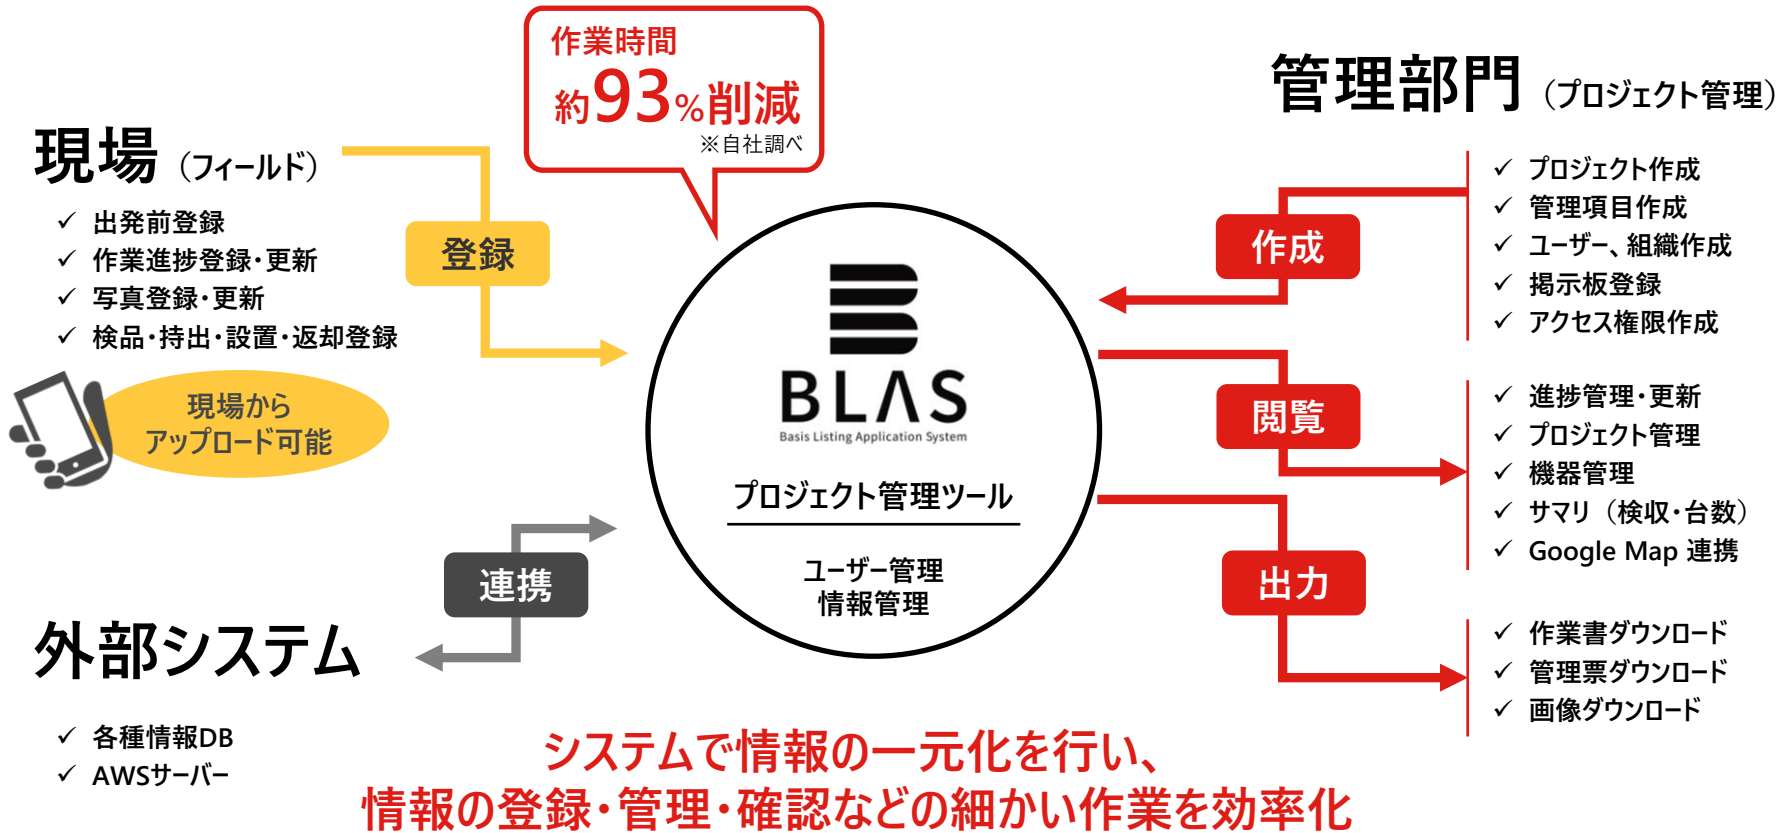 作業時間
約93%削減
※自社調べ
現場（フィールド）
✓ 出発前登録
✓ 作業進捗登録・更新
✓ 写真登録・更新
✓ 検品・持出・設置・返却登録
現場から
アップロード可能
登録
外部システム
✓ 各種情報DB
✓ AWSサーバー
連携
BLAS
Basis Listing Application System
プロジェクト管理ツール
ユーザー管理
情報管理
管理部門（プロジェクト管理）
作成
✓ プロジェクト作成
✓ 管理項目作成
✓ ユーザー、組織作成
✓ 掲示板登録
✓ アクセス権限作成
閲覧
✓ 進捗管理・更新
✓ プロジェクト管理
✓ 機器管理
✓ サマリ（検収・台数）
✓ Google Map 連携
出力
✓ 作業書ダウンロード
✓ 管理票ダウンロード
✓ 画像ダウンロード
システムで情報の一元化を行い、
情報の登録・管理・確認などの細かい作業を効率化